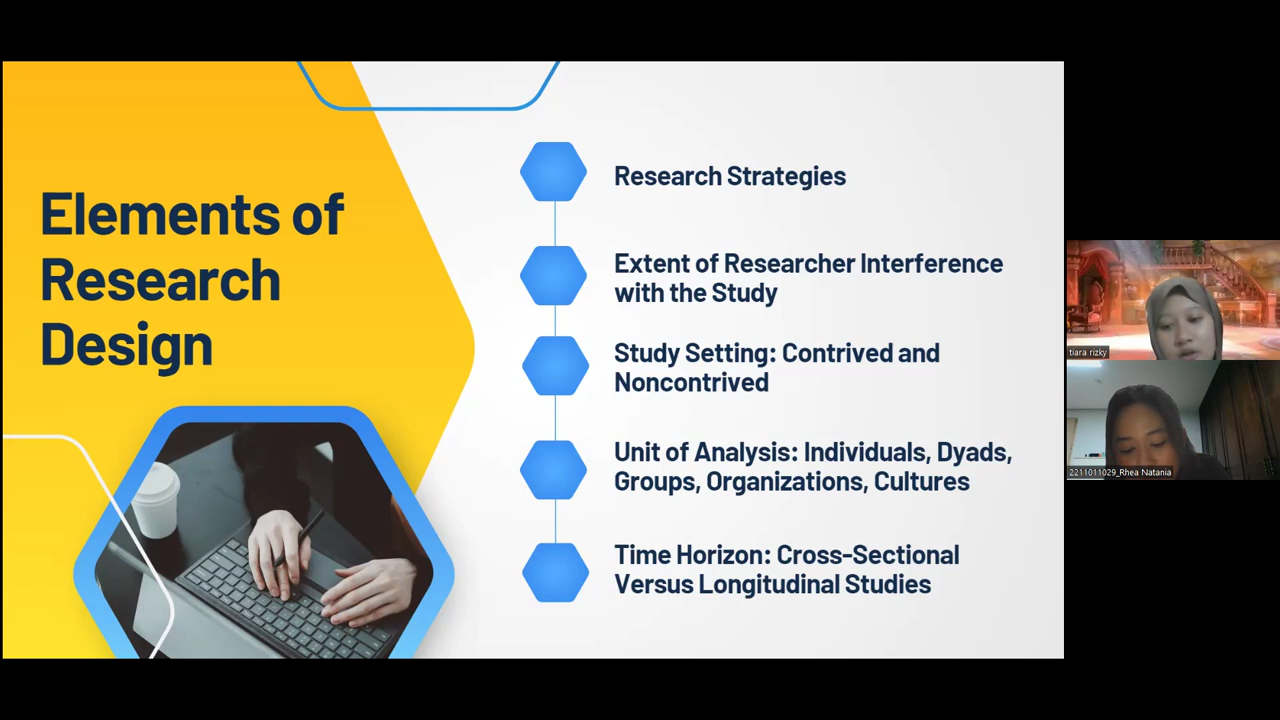 Elements of
Research
Design
Research Strategies
Extent of Researcher Interference
with the Study
Study Setting: Contrived and
Noncontrived
Unit of Analysis: Individuals, Dyads,
Groups, Organizations, Cultures
Time Horizon: Cross-Sectional
Versus Longitudinal Studies
tiara rizky
2211011029_Rhea Natania